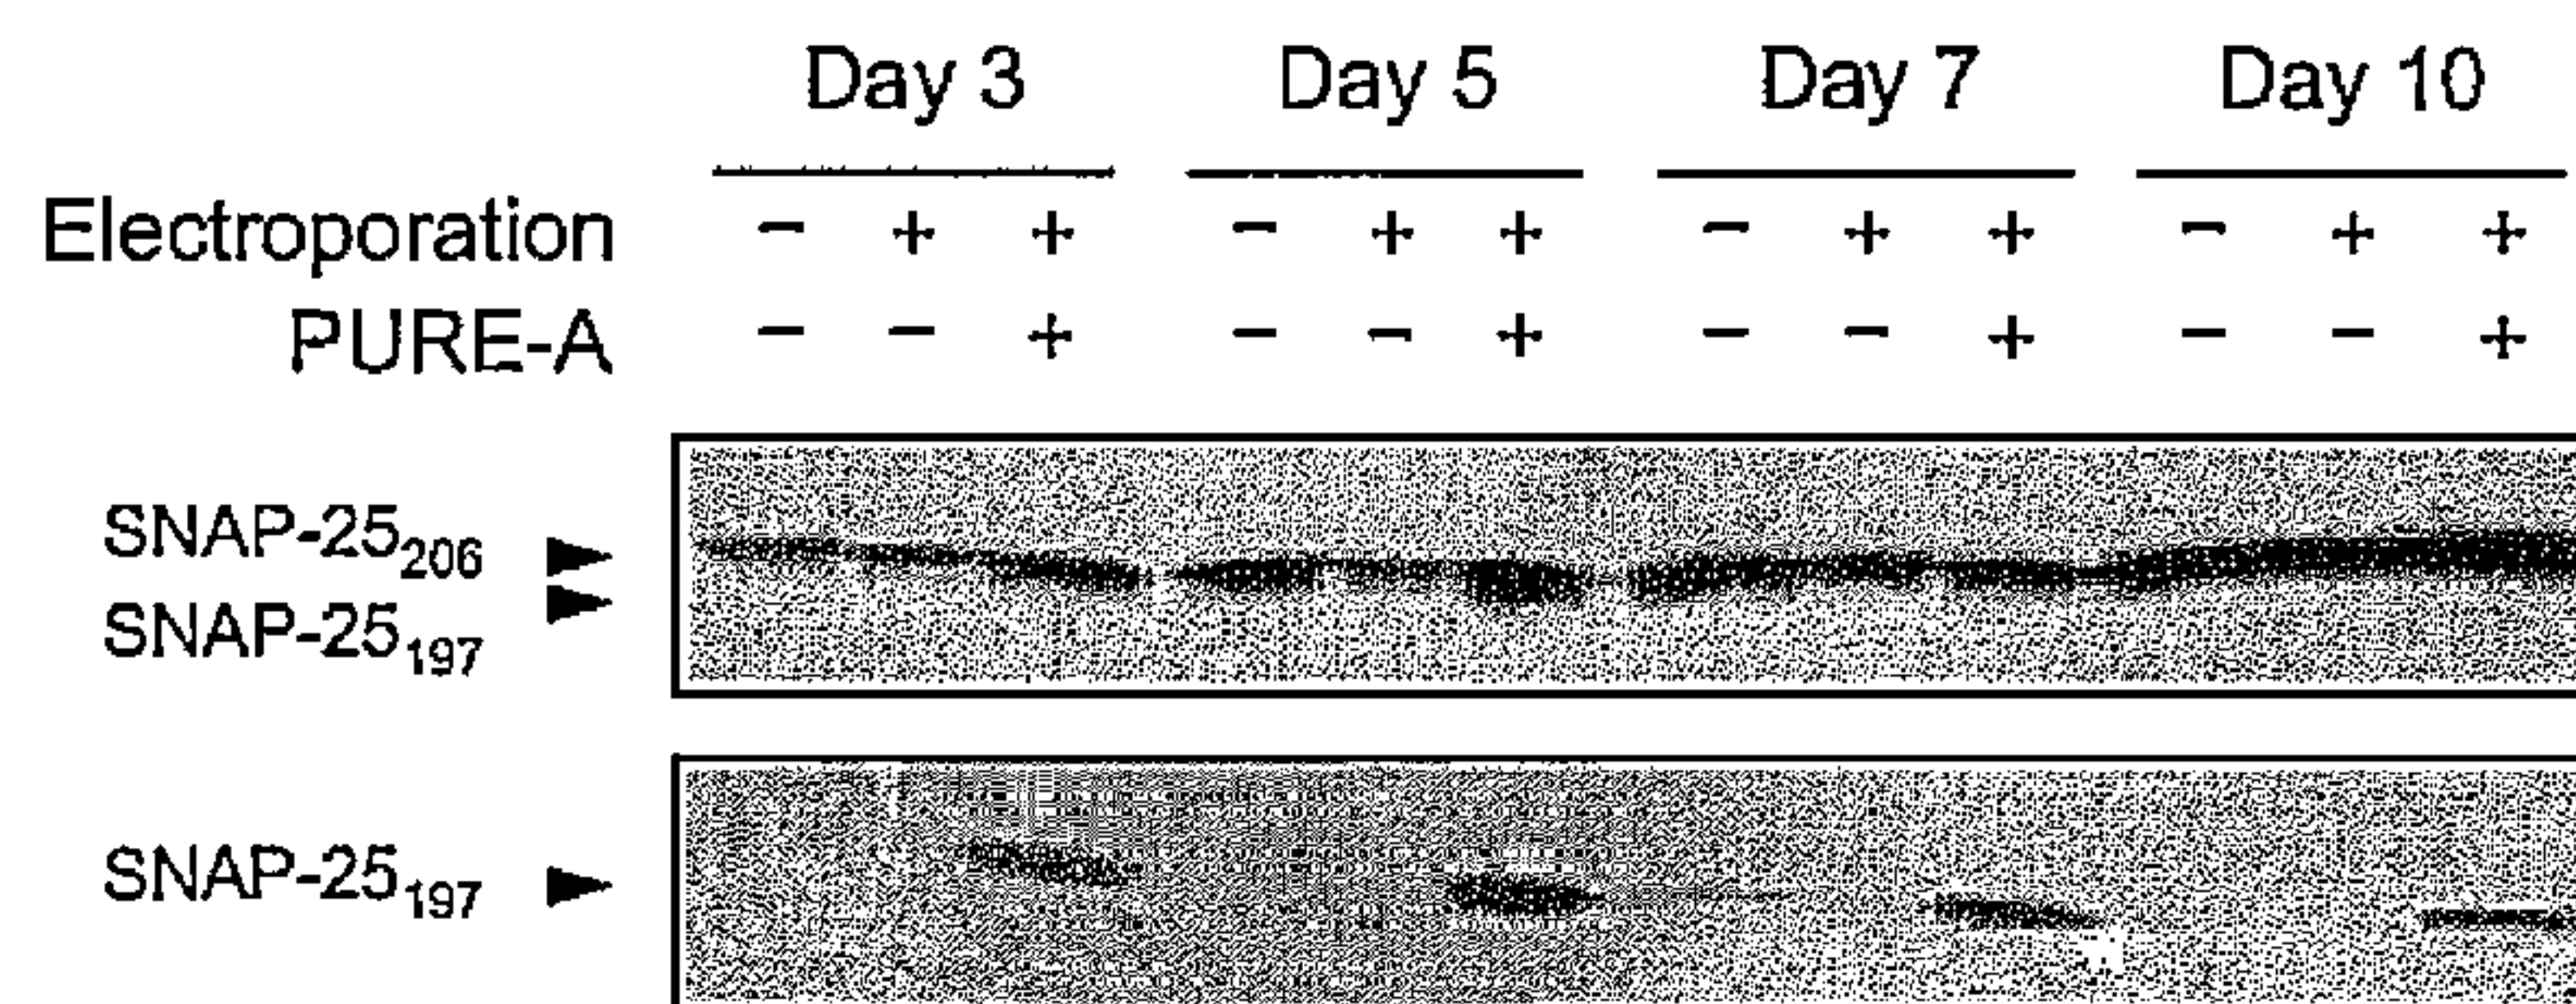 Day 3 Day 5 Day 7 Day 10
Electroporation − + + − + + − + + − + +
PURE-A − − + − − + − − + − − +
SNAP-25₂₀₆
SNAP-25₁₉₇
SNAP-25₁₉₇